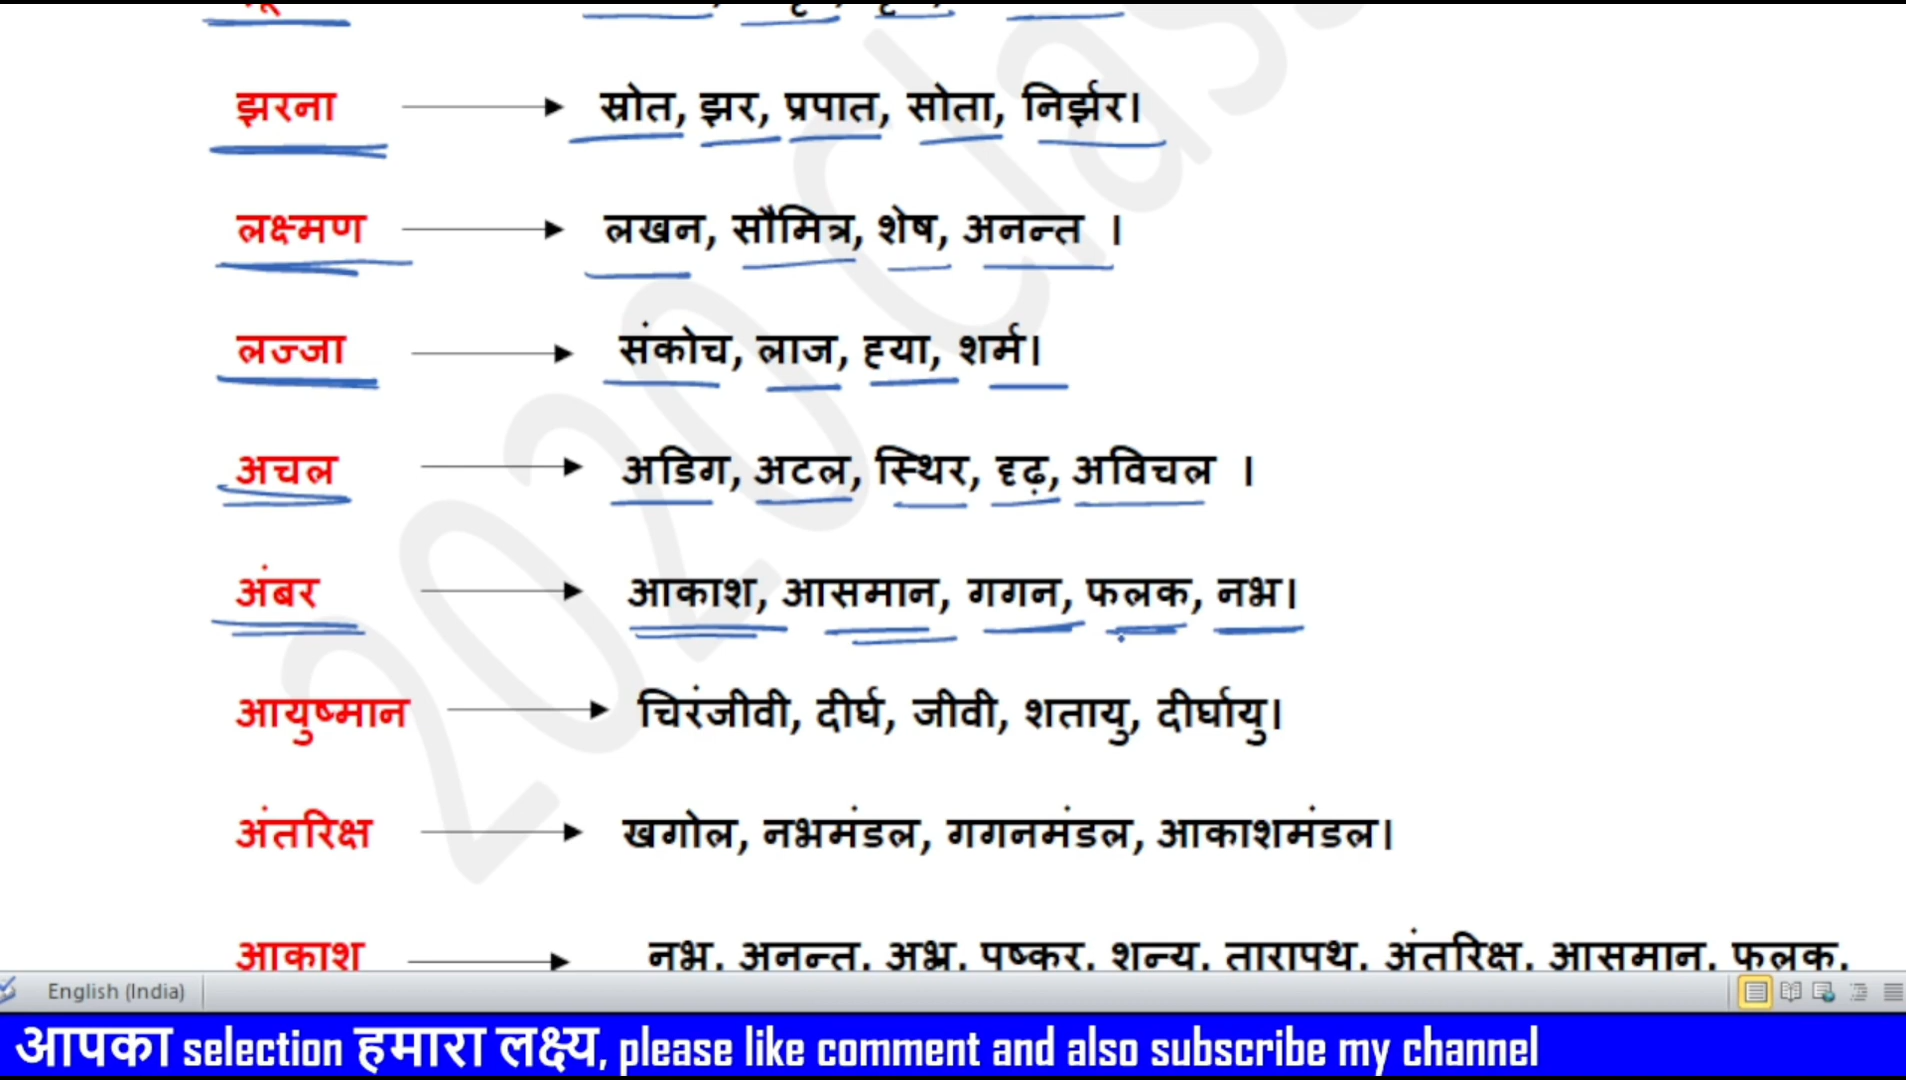 झरना स्रोत, झर, प्रपात, सोता, निर्झर।
लक्ष्मण लखन, सौमित्र, शेष, अनन्त ।
लज्जा संकोच, लाज, ह्या, शर्म।
अचल अडिग, अटल, स्थिर, दृढ़, अविचल ।
अंबर आकाश, आसमान, गगन, फलक, नभ।
आयुष्मान चिरंजीवी, दीर्घ, जीवी, शतायु, दीर्घायु।
अंतरिक्ष खगोल, नभमंडल, गगनमंडल, आकाशमंडल।
आकाश नभ, अनन्त, अभ्र, पुष्कर, शून्य, तारापथ, अंतरिक्ष, आसमान, फलक,
English (India)
आपका selection हमारा लक्ष्य, please like comment and also subscribe my channel